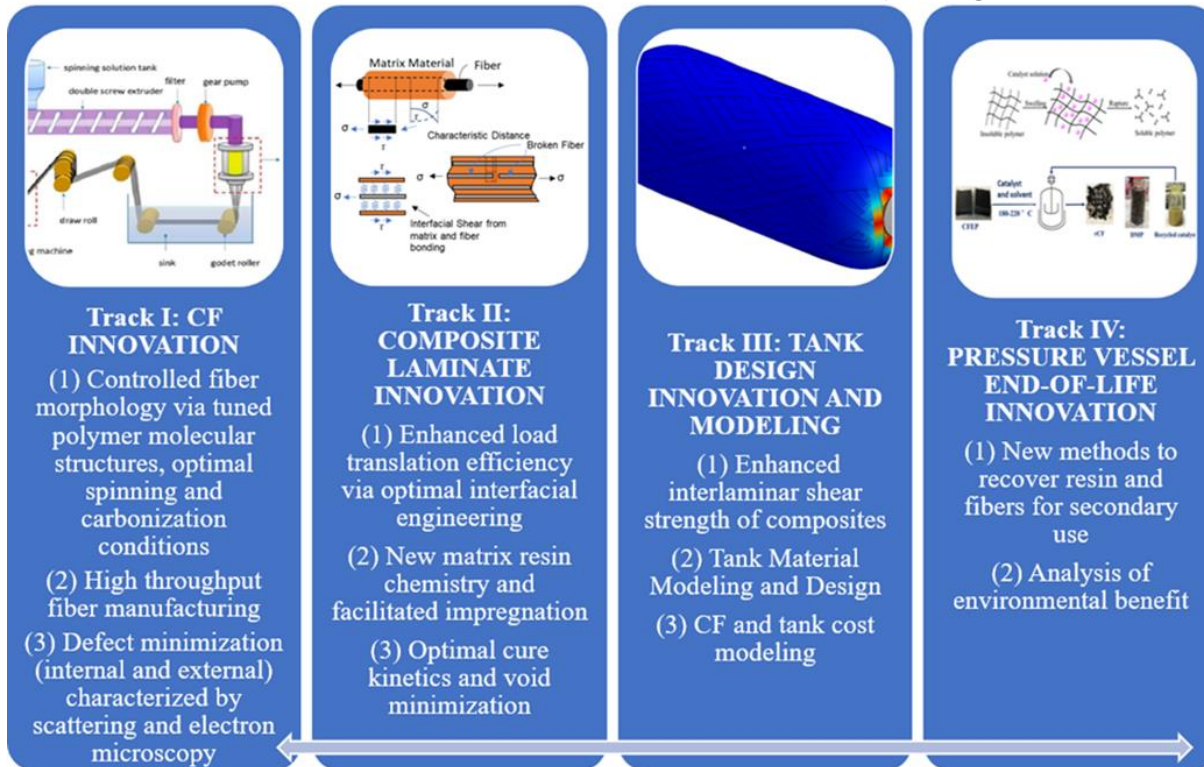 spinning solution tank
double screw extruder
filter
gear pump
draw roll
g machine
sink
godet roller
Track I: CF
INNOVATION
(1) Controlled fiber
morphology via tuned
polymer molecular
structures, optimal
spinning and
carbonization
conditions
(2) High throughput
fiber manufacturing
(3) Defect minimization
(internal and external)
characterized by
scattering and electron
microscopy
Matrix Material
Fiber
σ
τ
σ
τ
Characteristic Distance
Broken Fiber
τ
σ
σ
σ
τ
Interfacial Shear from
matrix and fiber
bonding
Track II:
COMPOSITE
LAMINATE
INNOVATION
(1) Enhanced load
translation efficiency
via optimal interfacial
engineering
(2) New matrix resin
chemistry and
facilitated impregnation
(3) Optimal cure
kinetics and void
minimization
Track III: TANK
DESIGN
INNOVATION AND
MODELING
(1) Enhanced
interlaminar shear
strength of composites
(2) Tank Material
Modeling and Design
(3) CF and tank cost
modeling
Catalyst solution
Swelling
Rupture
Insoluble polymer
Soluble polymer
Catalyst
and solvent
180-220 ° C
CFEP
rCF
DMP
Recycled catalyst
Track IV:
PRESSURE VESSEL
END-OF-LIFE
INNOVATION
(1) New methods to
recover resin and
fibers for secondary
use
(2) Analysis of
environmental benefit